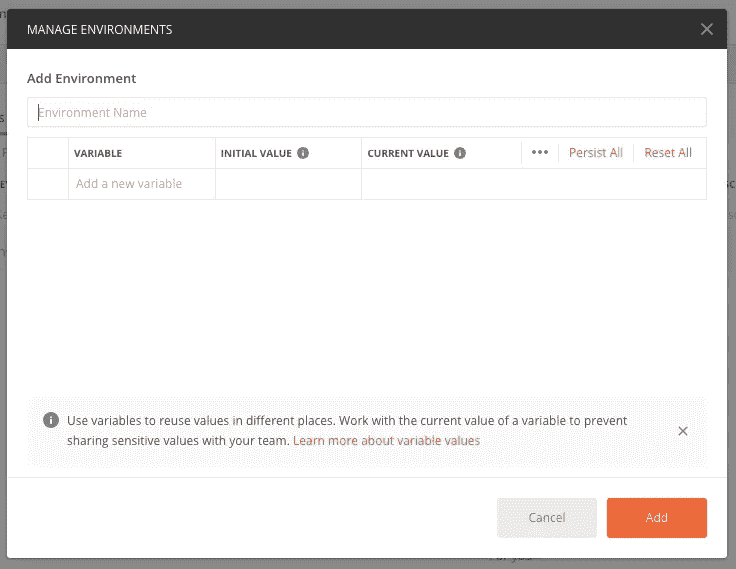 MANAGE ENVIRONMENTS
Add Environment
Environment Name
VARIABLE INITIAL VALUE CURRENT VALUE ••• Persist All Reset All
Add a new variable
Use variables to reuse values in different places. Work with the current value of a variable to prevent
sharing sensitive values with your team. Learn more about variable values
Cancel Add